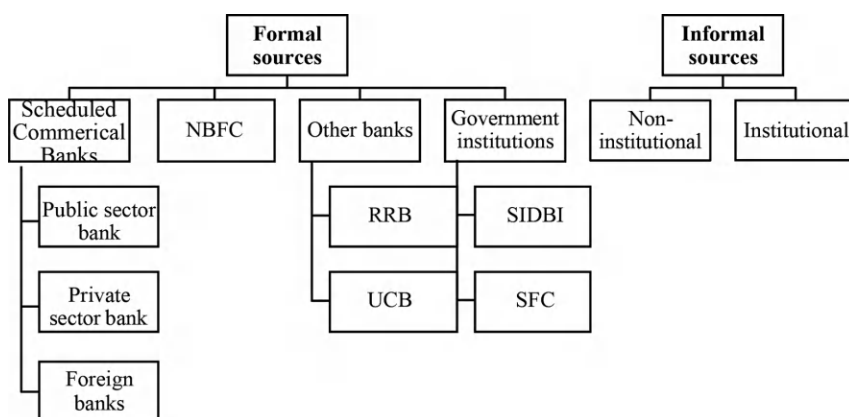 Formal
sources
Informal
sources
Scheduled
Commerical
Banks
NBFC
Other banks
Government
institutions
Non-
institutional
Institutional
Public sector
bank
RRB
SIDBI
Private
sector bank
UCB
SFC
Foreign
banks